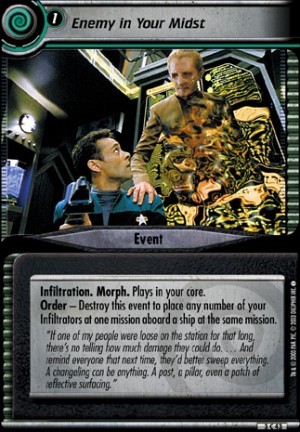 1
Enemy in Your Midst
Event
Infiltration. Morph. Plays in your core.
Order – Destroy this event to place any number of
your Infiltrators at one mission aboard a ship at the same mission.
"If one of my people were loose on the station for that long,
there's no telling how much damage they could do. . . . And
remind everyone that next time, they'd better sweep everything.
A changeling can be anything. A post, a pillar, even a patch of
reflective surfacing."
3 C 43